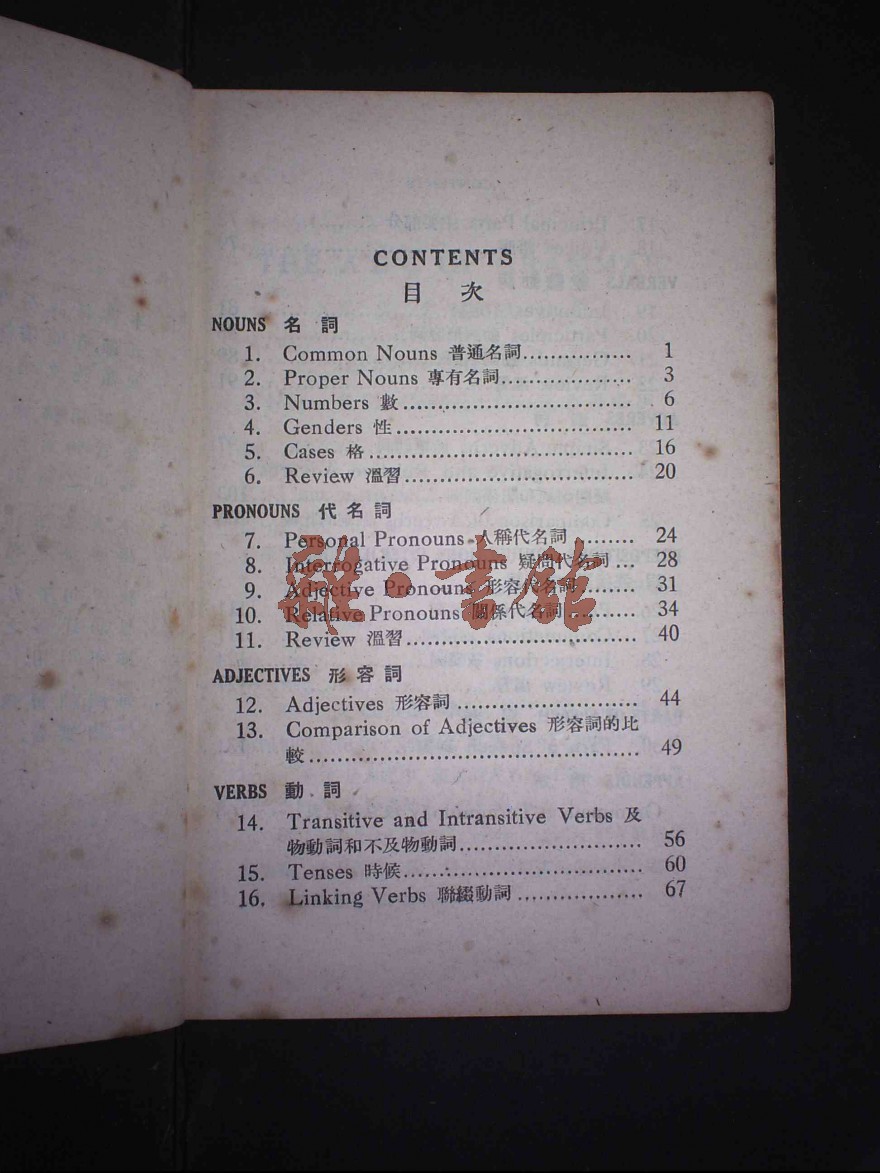 CONTENTS
目 次
NOUNS 名 詞
1. Common Nouns 普通名詞................ 1
2. Proper Nouns 專有名詞................... 3
3. Numbers 數................................. 6
4. Genders 性.................................. 11
5. Cases 格...................................... 16
6. Review 溫習................................. 20
PRONOUNS 代 名 詞
7. Personal Pronouns 人稱代名詞 ........ 24
8. Interrogative Pronouns 疑問代名詞 ... 28
9. Adjective Pronouns 形容代名詞........ 31
10. Relative Pronouns 關係代名詞.......... 34
11. Review 溫習................................. 40
ADJECTIVES 形 容 詞
12. Adjectives 形容詞.......................... 44
13. Comparison of Adjectives 形容詞的比
較................................................ 49
VERBS 動 詞
14. Transitive and Intransitive Verbs 及
物動詞和不及物動詞.......................... 56
15. Tenses 時候................................... 60
16. Linking Verbs 聯綴動詞.................. 67
雜·書館